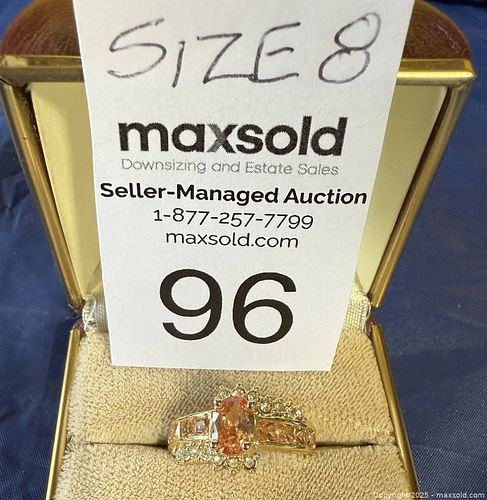 SIZE 8
maxsold
Downsizing and Estate Sales
Seller-Managed Auction
1-877-257-7799
maxsold.com
96
Copyright©2025 - maxsold.com